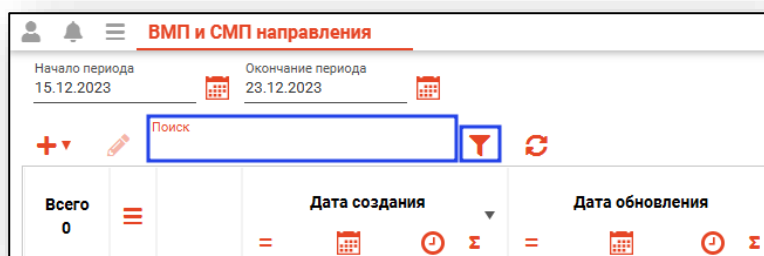 ВМП и СМП направления
Начало периода Окончание периода
15.12.2023 23.12.2023
Поиск
Всего Дата создания Дата обновления
0
= Σ = Σ